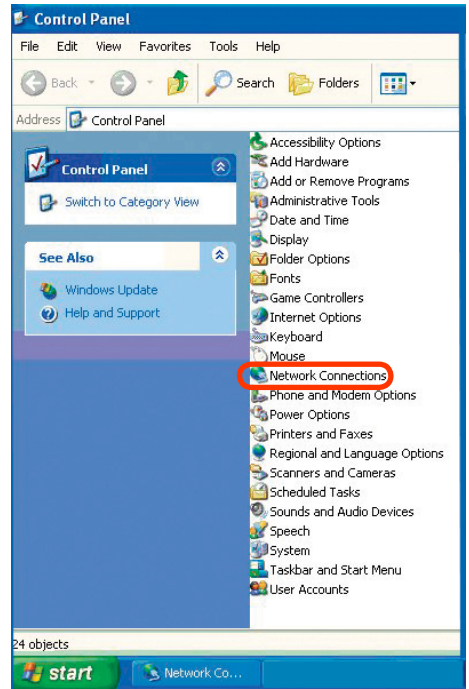 Control Panel
File Edit View Favorites Tools Help
Back Search Folders
Address Control Panel
Control Panel
Switch to Category View
See Also
Windows Update
Help and Support
Accessibility Options
Add Hardware
Add or Remove Programs
Administrative Tools
Date and Time
Display
Folder Options
Fonts
Game Controllers
Internet Options
Keyboard
Mouse
Network Connections
Phone and Modem Options
Power Options
Printers and Faxes
Regional and Language Options
Scanners and Cameras
Scheduled Tasks
Sounds and Audio Devices
Speech
System
Taskbar and Start Menu
User Accounts
24 objects
start Network Co...